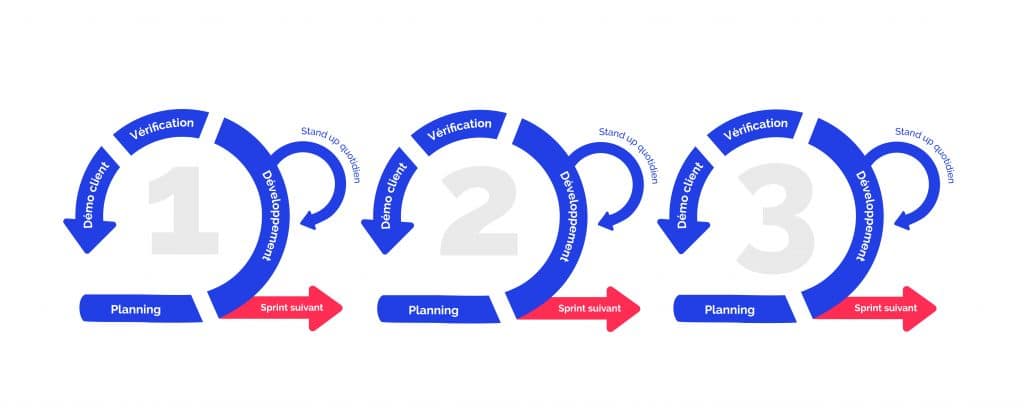 1
Vérification
Démo client
Développement
Stand up quotidien
Planning
Sprint suivant
2
Vérification
Démo client
Développement
Stand up quotidien
Planning
Sprint suivant
3
Vérification
Démo client
Développement
Stand up quotidien
Planning
Sprint suivant